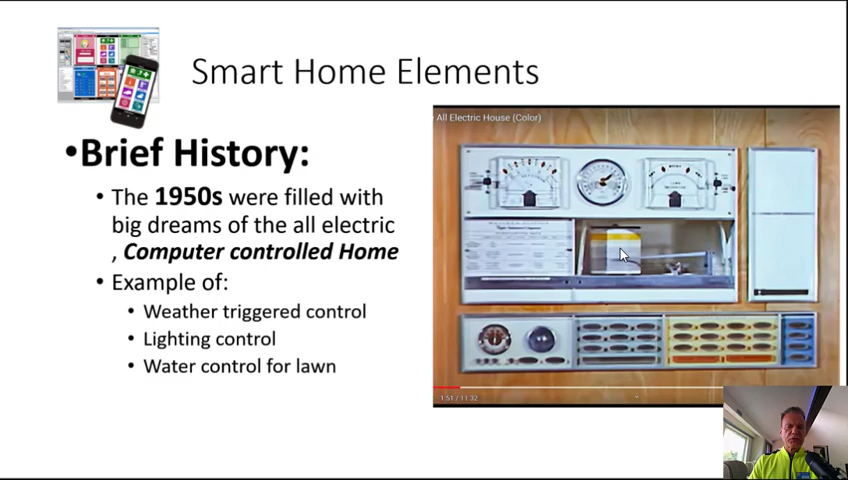 Smart Home Elements
All Electric House (Color)
•Brief History:
• The 1950s were filled with
big dreams of the all electric
, Computer controlled Home
• Example of:
• Weather triggered control
• Lighting control
• Water control for lawn
1:51 / 11:32